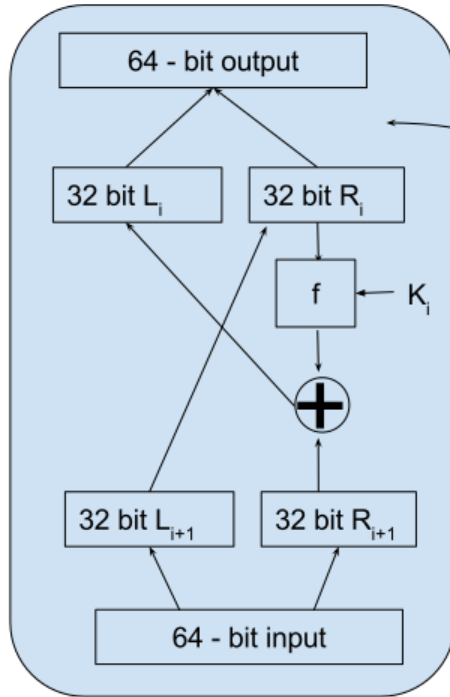 64 - bit output
32 bit Lᵢ 32 bit Rᵢ
f
Kᵢ
32 bit Lᵢ₊₁ 32 bit Rᵢ₊₁
64 - bit input